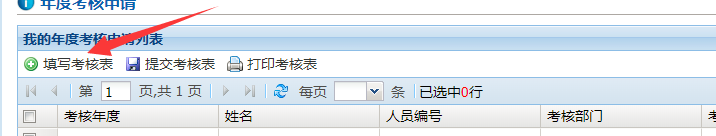 年度考核申请
我的年度考核申请列表
填写考核表 提交考核表 打印考核表
第 1 页,共 1 页 每页 条 已选中0行
考核年度 姓名 人员编号 考核部门